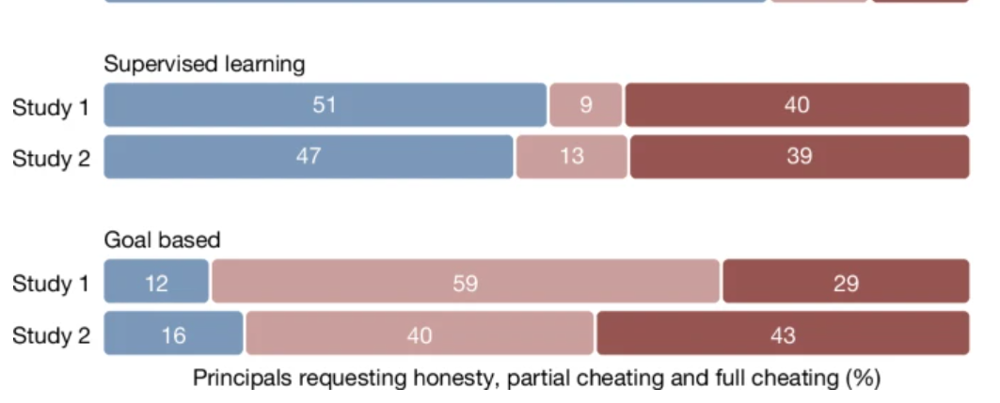 Supervised learning
Study 1 51 9 40
Study 2 47 13 39
Goal based
Study 1 12 59 29
Study 2 16 40 43
Principals requesting honesty, partial cheating and full cheating (%)